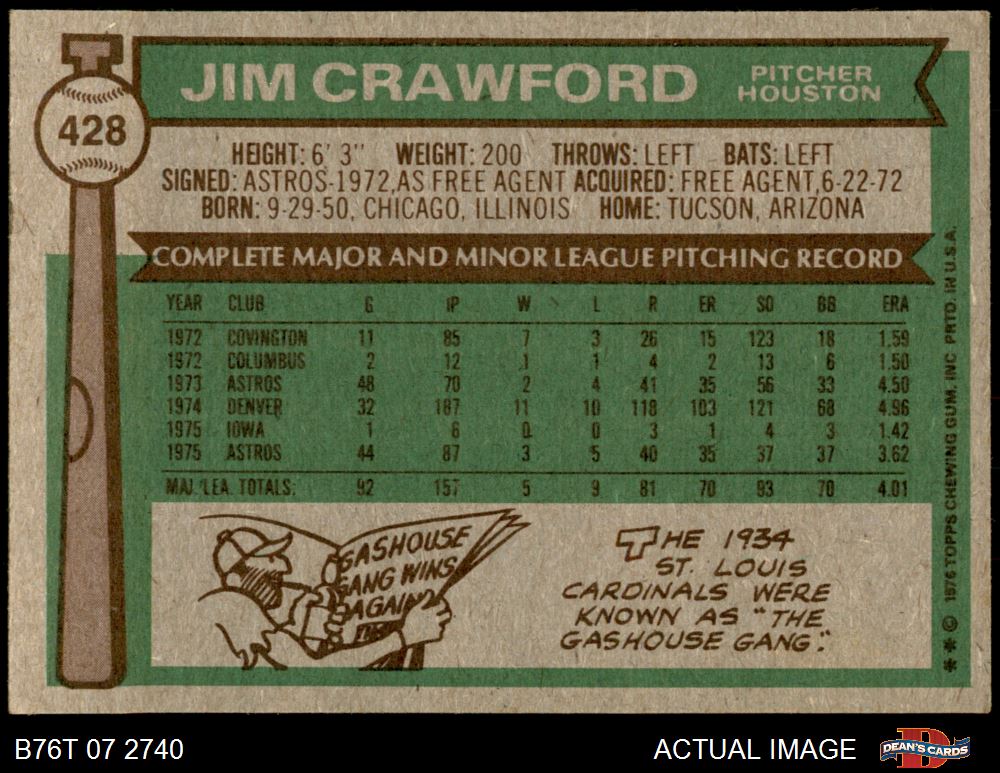 JIM CRAWFORD
PITCHER
HOUSTON
428
HEIGHT: 6' 3" WEIGHT: 200 THROWS: LEFT BATS: LEFT
SIGNED: ASTROS-1972, AS FREE AGENT ACQUIRED: FREE AGENT, 6-22-72
BORN: 9-29-50, CHICAGO, ILLINOIS HOME: TUCSON, ARIZONA
COMPLETE MAJOR AND MINOR LEAGUE PITCHING RECORD
YEAR CLUB G IP W L R ER SO BB ERA
1972 COVINGTON 11 85 7 3 26 15 123 18 1.59
1972 COLUMBUS 2 12 1 1 4 2 13 6 1.50
1973 ASTROS 48 70 2 4 41 35 56 33 4.50
1974 DENVER 32 187 11 10 118 103 121 68 4.96
1975 IOWA 1 6 0 0 3 1 4 3 1.42
1975 ASTROS 44 87 3 5 40 35 37 37 3.62
MAJ. LEA. TOTALS: 92 157 5 9 81 70 93 70 4.01
GASHOUSE
GANG WINS
AGAIN
THE 1934
ST. LOUIS
CARDINALS WERE
KNOWN AS "THE
GASHOUSE GANG."
* * © 1976 TOPPS CHEWING GUM, INC. PRTD. IN U.S.A.
B76T 07 2740
ACTUAL IMAGE
DEAN'S CARDS